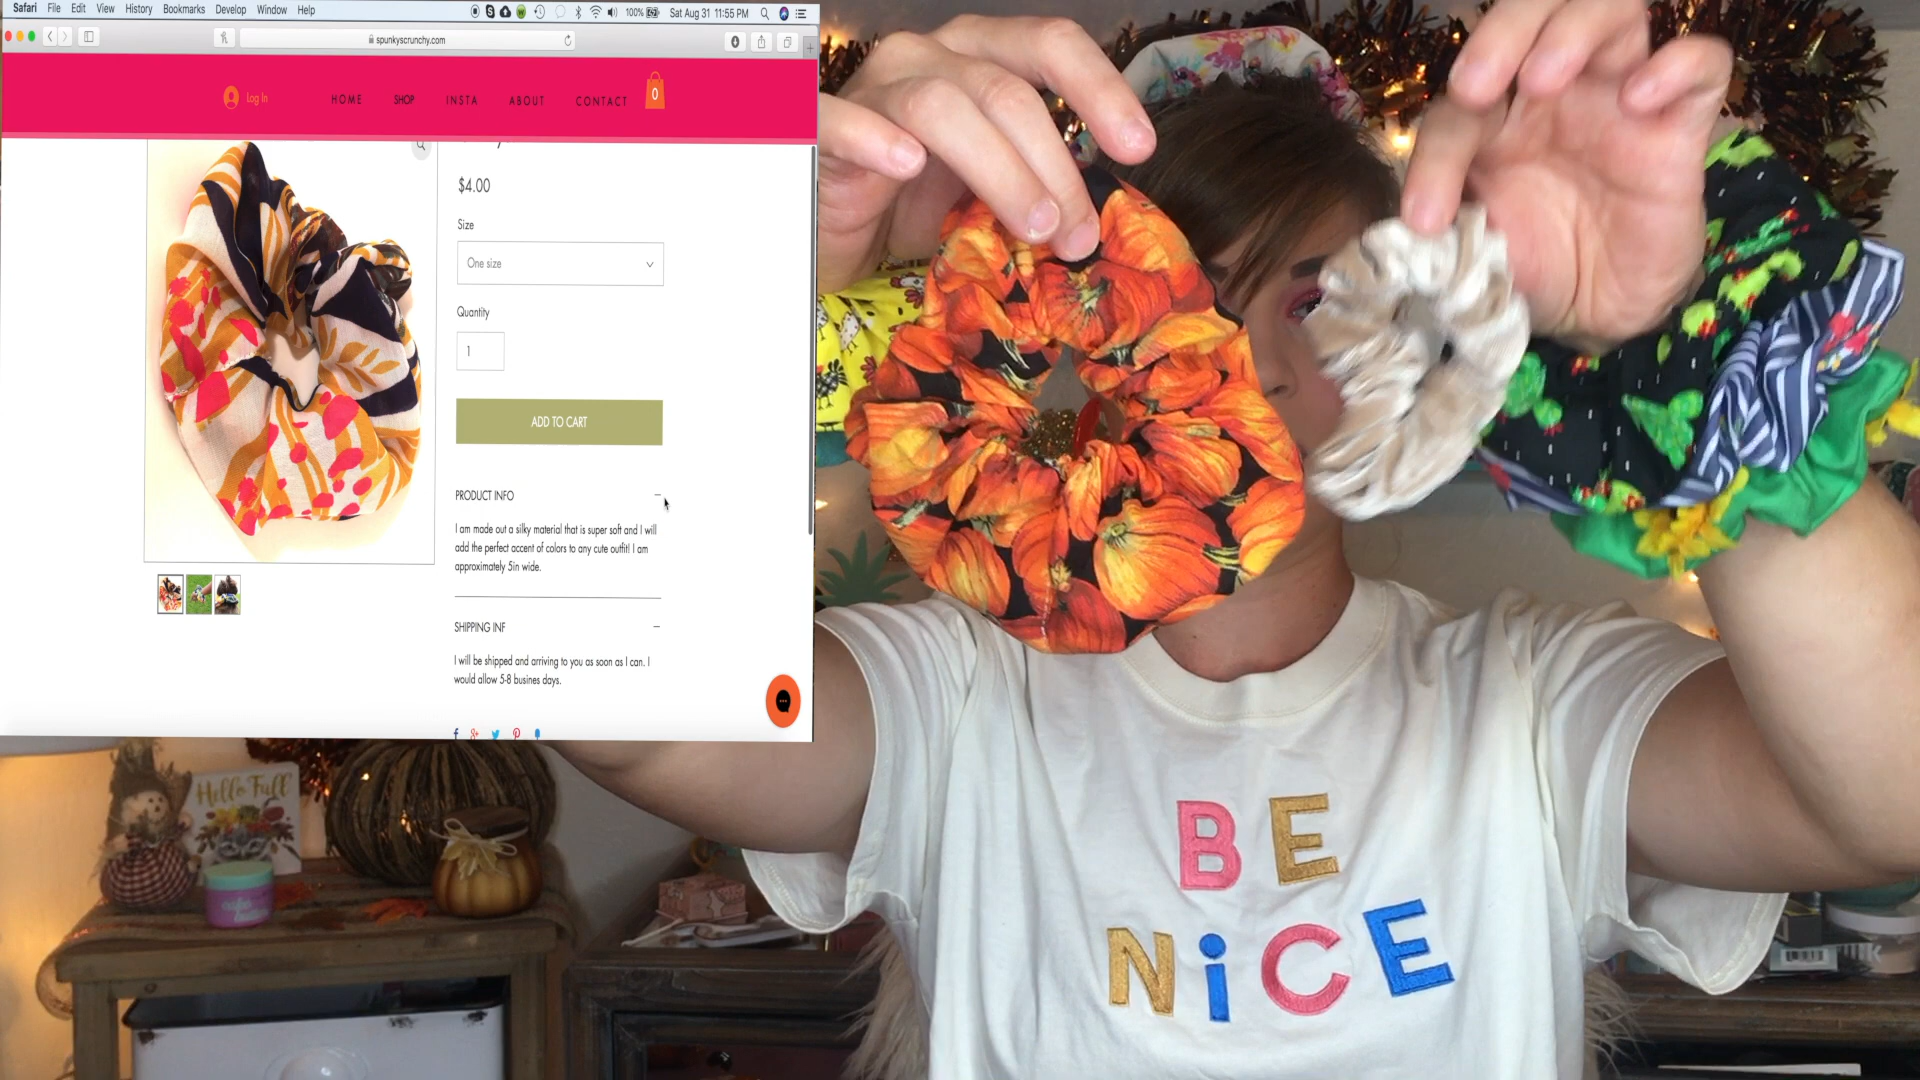 Safari File Edit View History Bookmarks Develop Window Help
100% Sat Aug 31 11:55 PM
spunkyscrunchy.com
Log In HOME SHOP INSTA ABOUT CONTACT 0
$4.00
Size
One size
Quantity
1
ADD TO CART
PRODUCT INFO
I am made out a silky material that is super soft and I will
add the perfect accent of colors to any cute outfit! I am
approximately 5in wide.
SHIPPING INF
I will be shipped and arriving to you as soon as I can. I
would allow 5-8 busines days.
Hello Fall
BE
NiCE